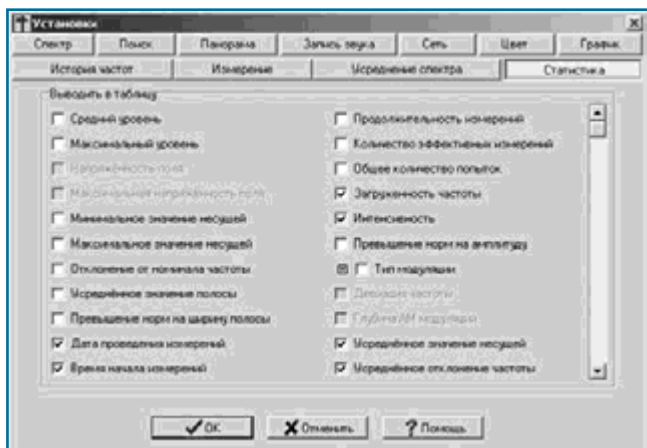 Установки
Спектр Поиск Панорама Запись звука Сеть Цвет График
История частот Измерение Усреднение спектра Статистика
Выводить в таблицу
Средний уровень
Максимальный уровень
Напряжённость поля
Максимальная напряжённость поля
Минимальное значение несущей
Максимальное значение несущей
Отклонение от номинала частоты
Усреднённое значение полосы
Превышение норм на ширину полосы
Дата проведения измерений
Время начала измерений
Продолжительность измерений
Количество эффективных измерений
Общее количество попыток
Загруженность частоты
Интенсивность
Превышение норм на амплитуду
Тип модуляции
Девиация частоты
Глубина АМ модуляции
Усреднённое значение несущей
Усреднённое отклонение частоты
OK Отменить Помощь